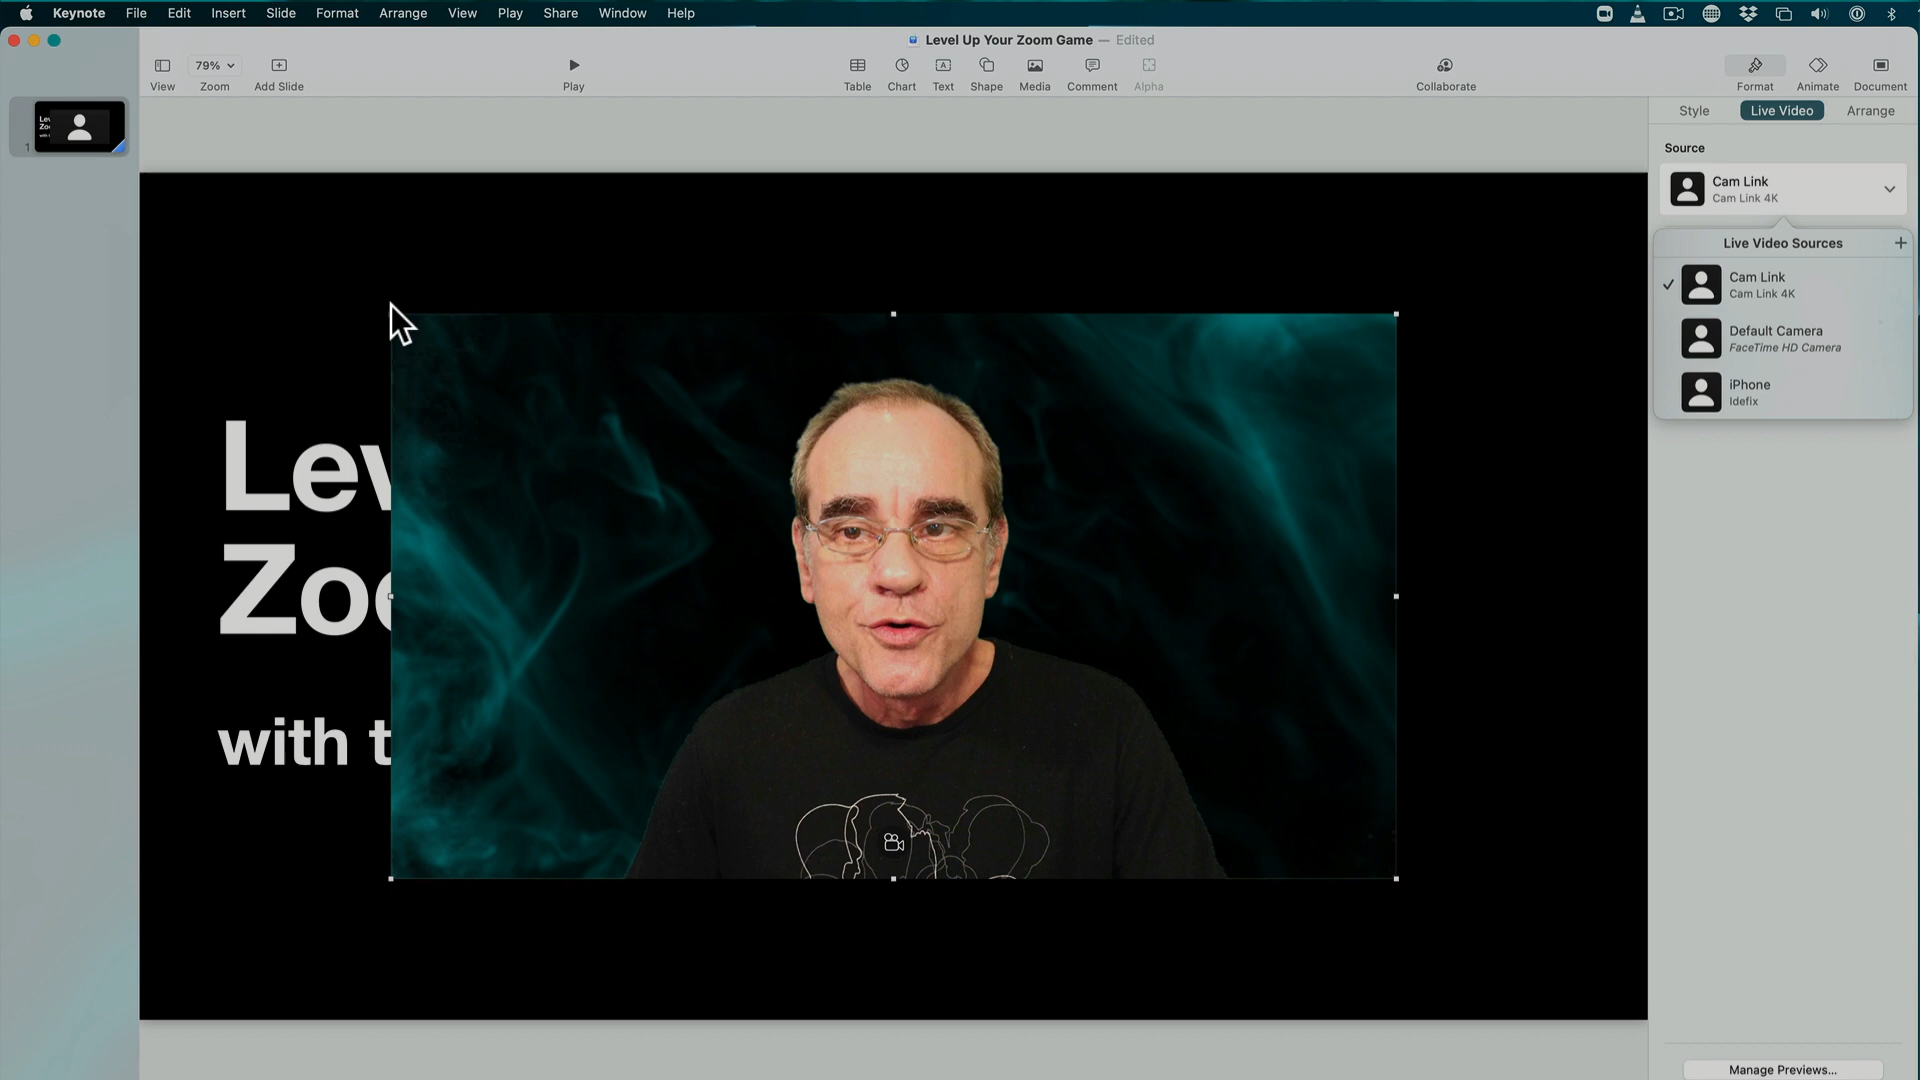 Keynote File Edit Insert Slide Format Arrange View Play Share Window Help
Level Up Your Zoom Game — Edited
79%
View Zoom Add Slide Play Table Chart Text Shape Media Comment Alpha Collaborate Format Animate Document
Style Live Video Arrange
1
Source
Cam Link
Cam Link 4K
Live Video Sources
Cam Link
Cam Link 4K
Default Camera
FaceTime HD Camera
iPhone
Idefix
Lev
Zoo
with t
Manage Previews...